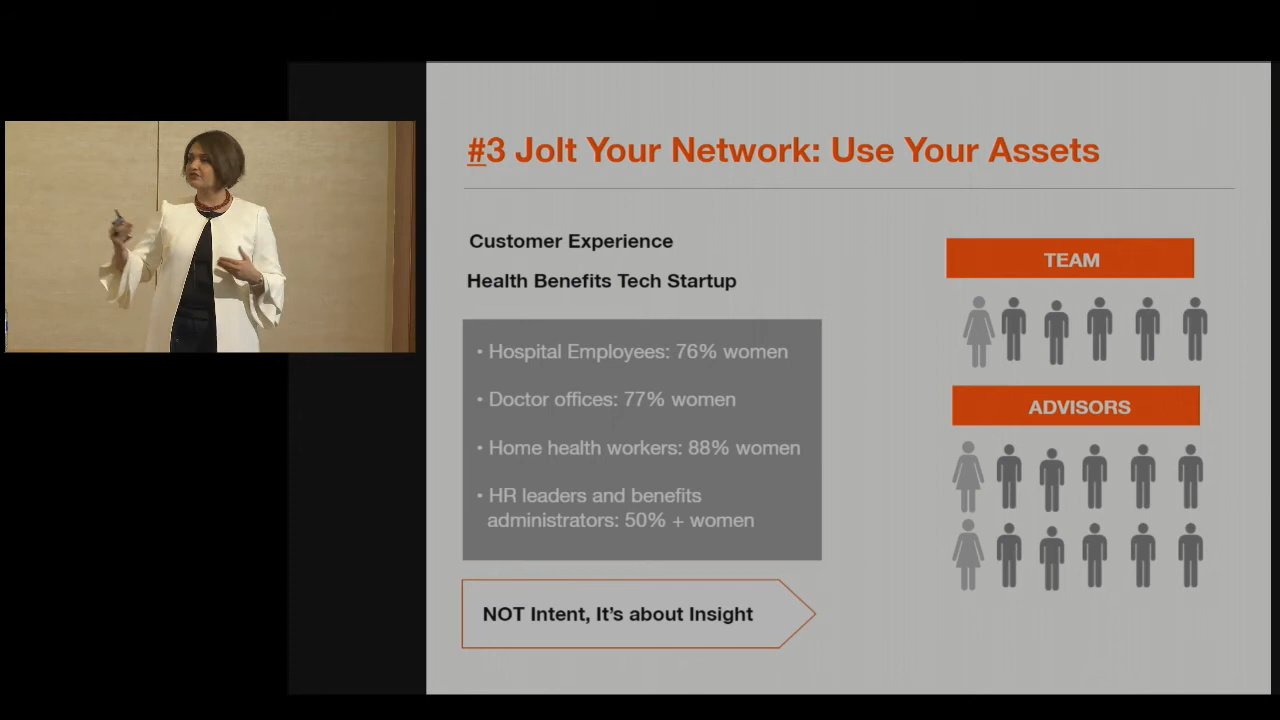 #3 Jolt Your Network: Use Your Assets
Customer Experience
Health Benefits Tech Startup
• Hospital Employees: 76% women
• Doctor offices: 77% women
• Home health workers: 88% women
• HR leaders and benefits
administrators: 50% + women
NOT Intent, It's about Insight
TEAM
ADVISORS